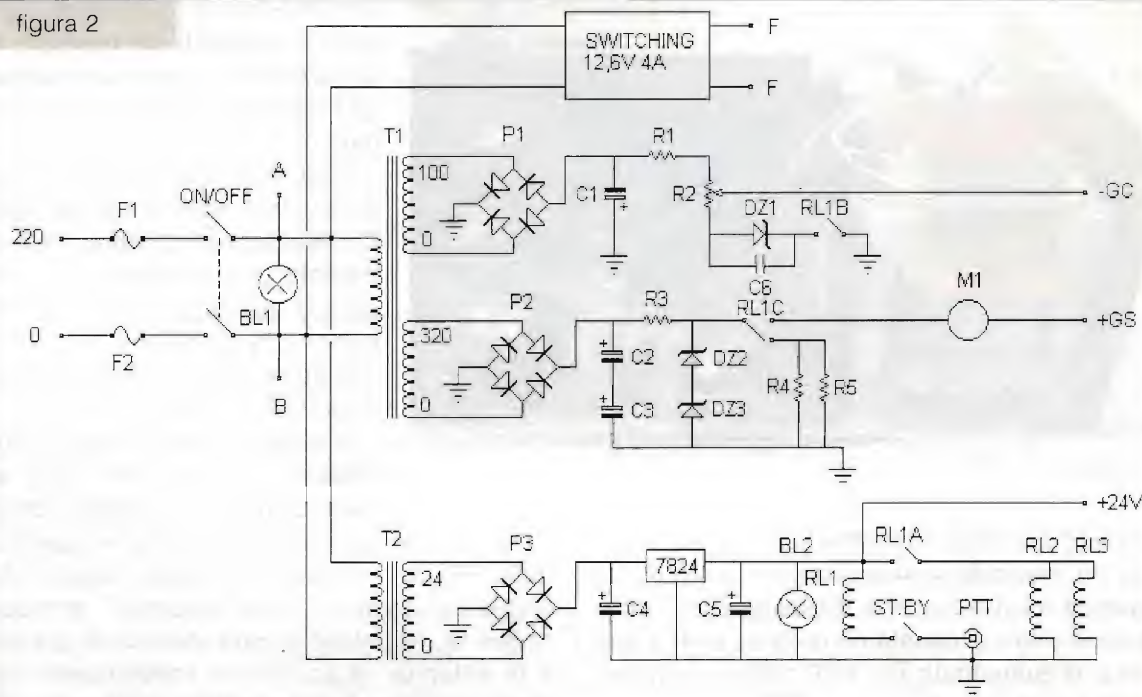 figura 2
SWITCHING
12,6V 4A
F
F
T1
P1
R1
100
A
C1
+
R2
-GC
ON/OFF
F1
DZ1
RL1B
220
0
C6
M1
P2
R3
RL1C
BL1
320
+
C2
DZ2
+GS
0
F2
R4
R5
0
+
C3
DZ3
B
+24V
T2
P3
BL2
RL1A
RL2
RL3
24
7824
RL1
+
C4
+
C5
ST.BY
PTT
0